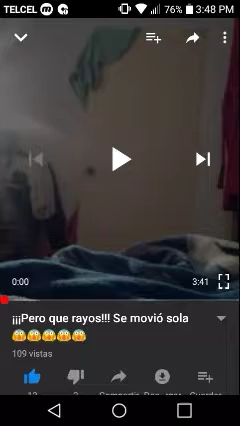 TELCEL 76% 3:48 PM
0:00 3:41
¡¡¡Pero que rayos!!! Se movió sola
😱😱😱😱😱
109 vistas